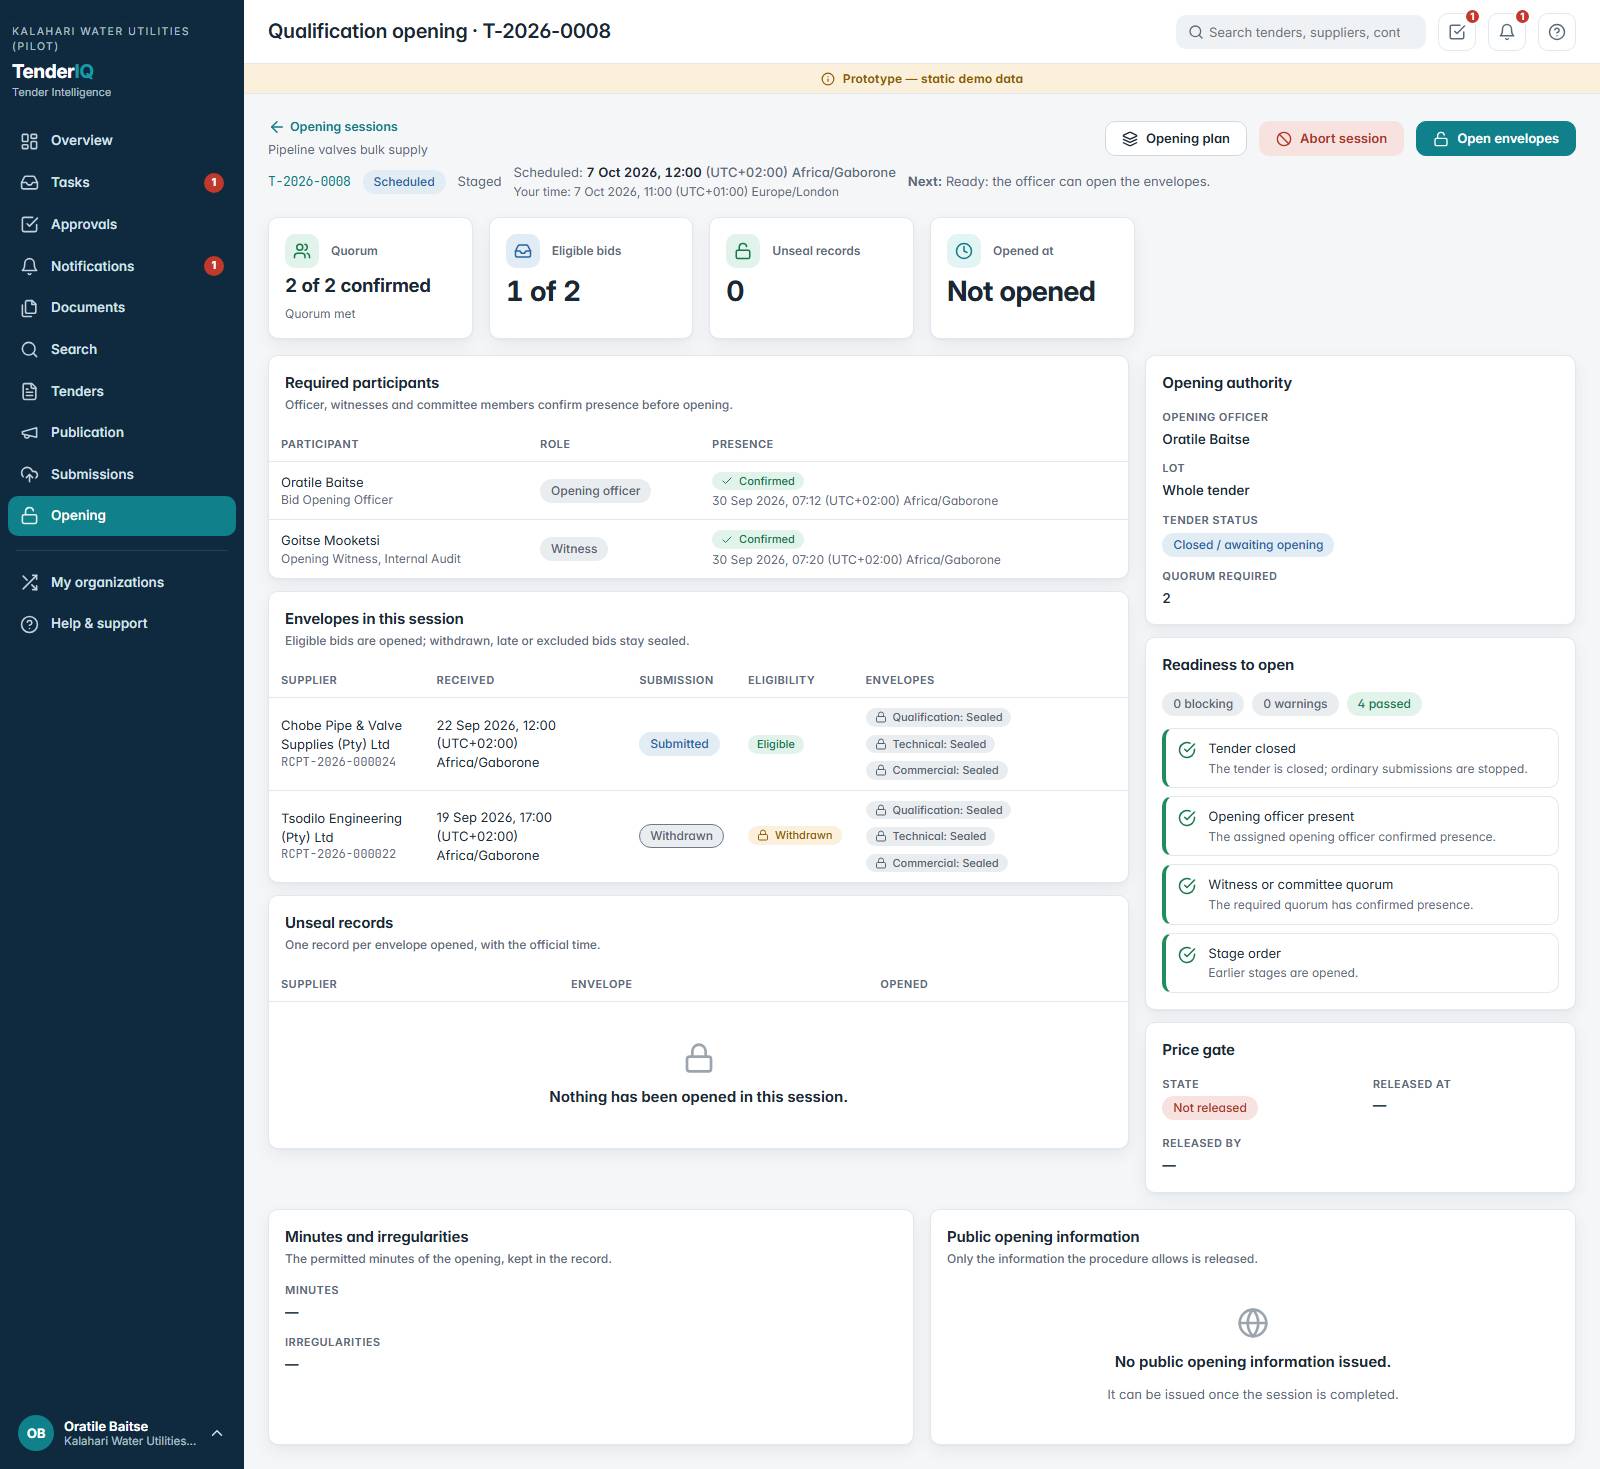 KALAHARI WATER UTILITIES
(PILOT)
TenderIQ
Tender Intelligence
Overview
Tasks 1
Approvals
Notifications 1
Documents
Search
Tenders
Publication
Submissions
Opening
My organizations
Help & support
OB
Oratile Baitse
Kalahari Water Utilities...
Qualification opening · T-2026-0008
Search tenders, suppliers, cont
1
1
Prototype — static demo data
Opening sessions
Pipeline valves bulk supply
Opening plan
Abort session
Open envelopes
T-2026-0008
Scheduled
Staged
Scheduled: 7 Oct 2026, 12:00 (UTC+02:00) Africa/Gaborone
Your time: 7 Oct 2026, 11:00 (UTC+01:00) Europe/London
Next: Ready: the officer can open the envelopes.
Quorum
2 of 2 confirmed
Quorum met
Eligible bids
1 of 2
Unseal records
0
Opened at
Not opened
Required participants
Officer, witnesses and committee members confirm presence before opening.
PARTICIPANT ROLE PRESENCE
Oratile Baitse
Bid Opening Officer
Opening officer
Confirmed
30 Sep 2026, 07:12 (UTC+02:00) Africa/Gaborone
Goitse Mooketsi
Opening Witness, Internal Audit
Witness
Confirmed
30 Sep 2026, 07:20 (UTC+02:00) Africa/Gaborone
Envelopes in this session
Eligible bids are opened; withdrawn, late or excluded bids stay sealed.
SUPPLIER RECEIVED SUBMISSION ELIGIBILITY ENVELOPES
Chobe Pipe & Valve
Supplies (Pty) Ltd
RCPT-2026-000024
22 Sep 2026, 12:00
(UTC+02:00)
Africa/Gaborone
Submitted
Eligible
Qualification: Sealed
Technical: Sealed
Commercial: Sealed
Tsodilo Engineering
(Pty) Ltd
RCPT-2026-000022
19 Sep 2026, 17:00
(UTC+02:00)
Africa/Gaborone
Withdrawn
Withdrawn
Qualification: Sealed
Technical: Sealed
Commercial: Sealed
Unseal records
One record per envelope opened, with the official time.
SUPPLIER ENVELOPE OPENED
Nothing has been opened in this session.
Opening authority
OPENING OFFICER
Oratile Baitse
LOT
Whole tender
TENDER STATUS
Closed / awaiting opening
QUORUM REQUIRED
2
Readiness to open
0 blocking 0 warnings 4 passed
Tender closed
The tender is closed; ordinary submissions are stopped.
Opening officer present
The assigned opening officer confirmed presence.
Witness or committee quorum
The required quorum has confirmed presence.
Stage order
Earlier stages are opened.
Price gate
STATE
Not released
RELEASED AT
—
RELEASED BY
—
Minutes and irregularities
The permitted minutes of the opening, kept in the record.
MINUTES
—
IRREGULARITIES
—
Public opening information
Only the information the procedure allows is released.
No public opening information issued.
It can be issued once the session is completed.